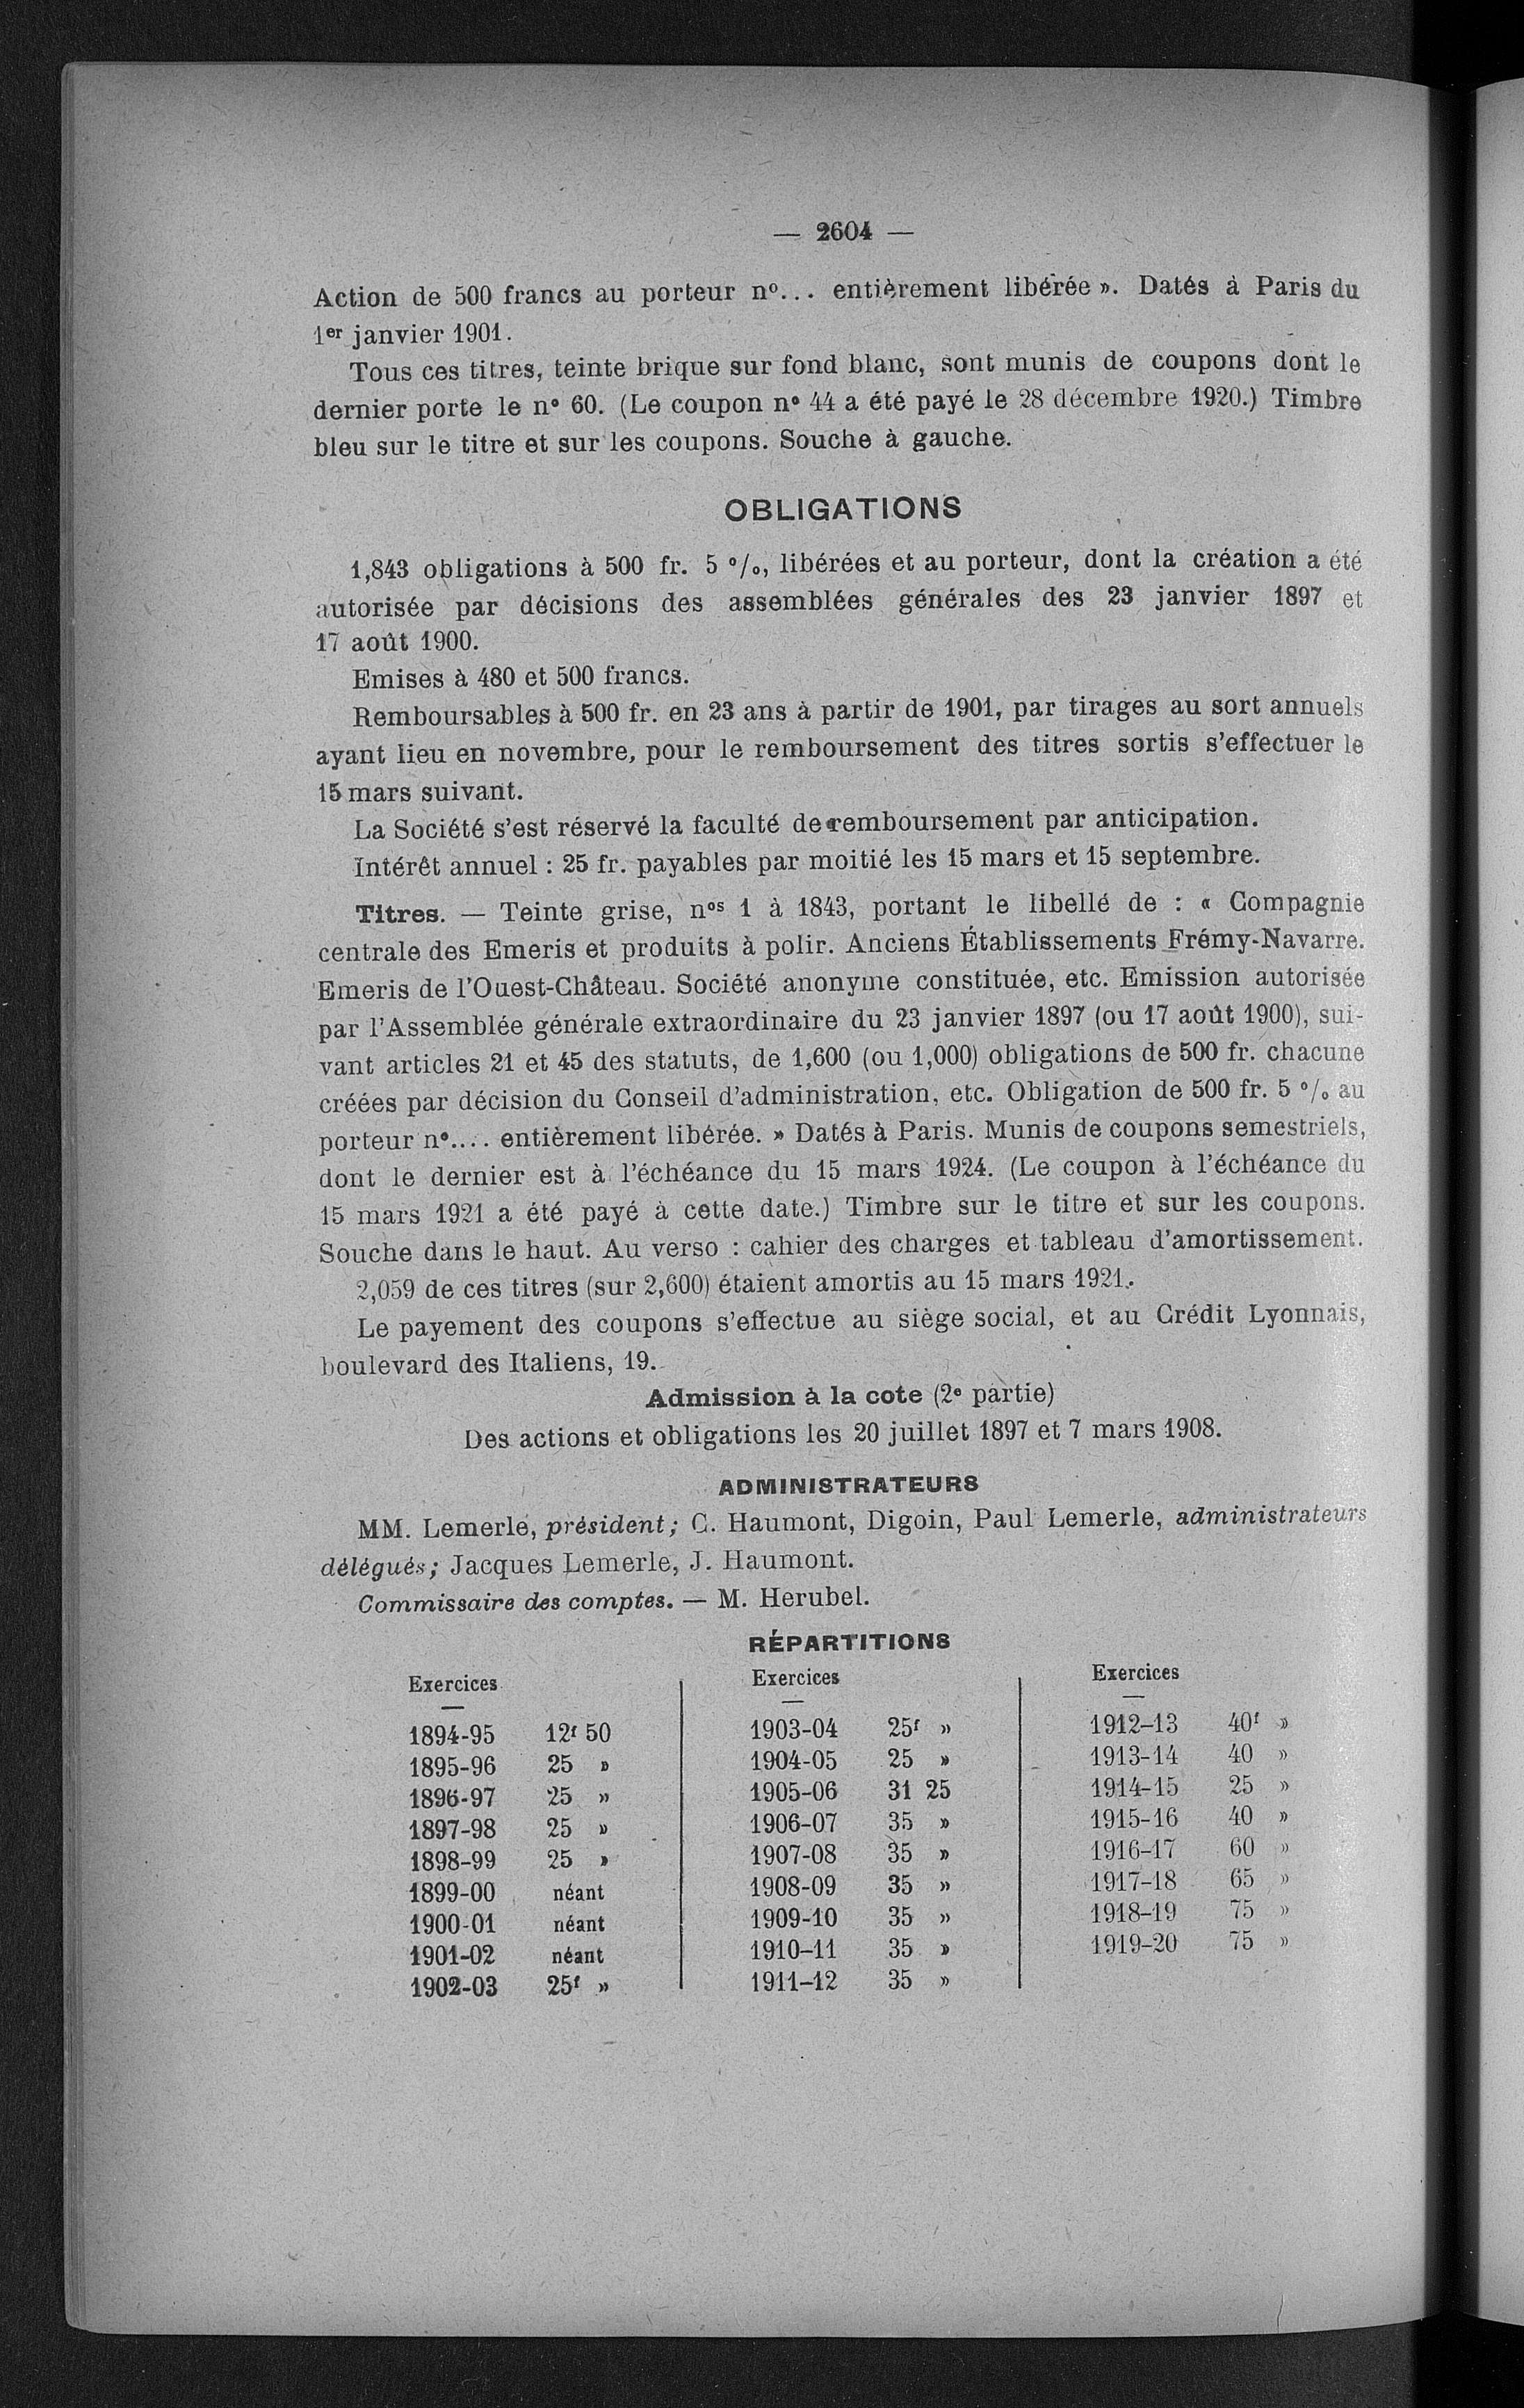 — 2604 —
Action de 500 francs au porteur nº... entièrement libérée ». Datés à Paris du
1er janvier 1901.
Tous ces titres, teinte brique sur fond blanc, sont munis de coupons dont le
dernier porte le nº 60. (Le coupon nº 44 a été payé le 28 décembre 1920.) Timbre
bleu sur le titre et sur les coupons. Souche à gauche.
OBLIGATIONS
1,843 obligations à 500 fr. 5 º/o, libérées et au porteur, dont la création a été
autorisée par décisions des assemblées générales des 23 janvier 1897 et
17 août 1900.
Emises à 480 et 500 francs.
Remboursables à 500 fr. en 23 ans à partir de 1901, par tirages au sort annuels
ayant lieu en novembre, pour le remboursement des titres sortis s'effectuer le
15 mars suivant.
La Société s'est réservé la faculté de remboursement par anticipation.
Intérêt annuel : 25 fr. payables par moitié les 15 mars et 15 septembre.
Titres. — Teinte grise, nos 1 à 1843, portant le libellé de : « Compagnie
centrale des Emeris et produits à polir. Anciens Établissements Frémy-Navarre.
Emeris de l'Ouest-Château. Société anonyme constituée, etc. Emission autorisée
par l'Assemblée générale extraordinaire du 23 janvier 1897 (ou 17 août 1900), sui-
vant articles 21 et 45 des statuts, de 1,600 (ou 1,000) obligations de 500 fr. chacune
créées par décision du Conseil d'administration, etc. Obligation de 500 fr. 5 º/o au
porteur nº.... entièrement libérée. » Datés à Paris. Munis de coupons semestriels,
dont le dernier est à l'échéance du 15 mars 1924. (Le coupon à l'échéance du
15 mars 1921 a été payé à cette date.) Timbre sur le titre et sur les coupons.
Souche dans le haut. Au verso : cahier des charges et tableau d'amortissement.
2,059 de ces titres (sur 2,600) étaient amortis au 15 mars 1921.
Le payement des coupons s'effectue au siège social, et au Crédit Lyonnais,
boulevard des Italiens, 19.
Admission à la cote (2e partie)
Des actions et obligations les 20 juillet 1897 et 7 mars 1908.
ADMINISTRATEURS
MM. Lemerle, président; C. Haumont, Digoin, Paul Lemerle, administrateurs
délégués; Jacques Lemerle, J. Haumont.
Commissaire des comptes. — M. Herubel.
RÉPARTITIONS
Exercices
1894-95 12f 50
1895-96 25 »
1896-97 25 »
1897-98 25 »
1898-99 25 »
1899-00 néant
1900-01 néant
1901-02 néant
1902-03 25f »
Exercices
1903-04 25f »
1904-05 25 »
1905-06 31 25
1906-07 35 »
1907-08 35 »
1908-09 35 »
1909-10 35 »
1910-11 35 »
1911-12 35 »
Exercices
1912-13 40f »
1913-14 40 »
1914-15 25 »
1915-16 40 »
1916-17 60 »
1917-18 65 »
1918-19 75 »
1919-20 75 »